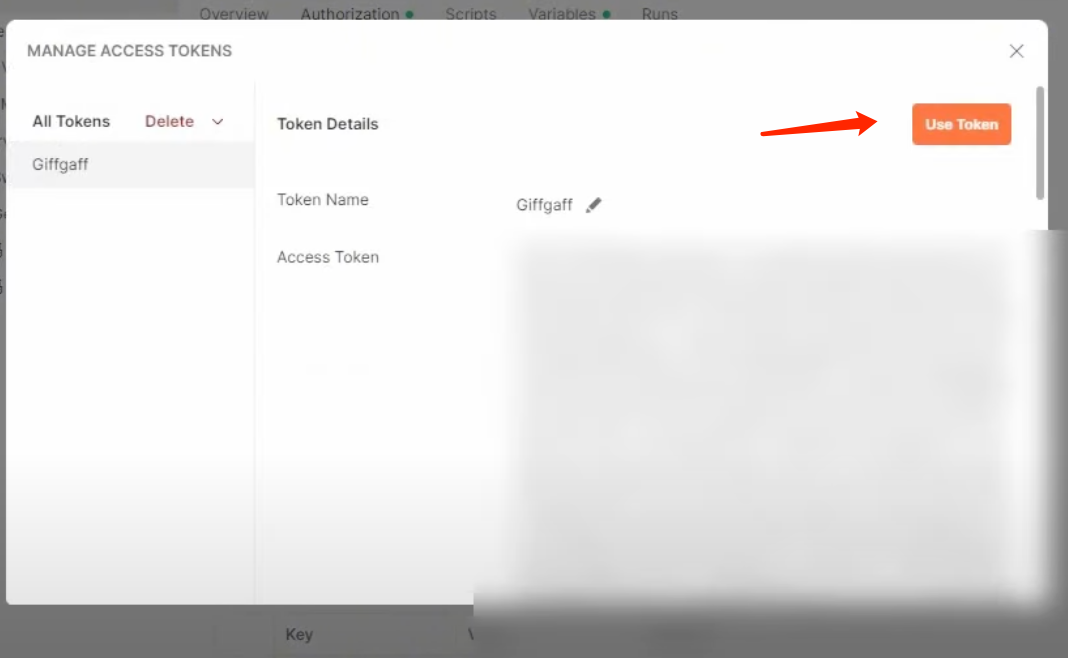 Overview Authorization Scripts Variables Runs
MANAGE ACCESS TOKENS
All Tokens Delete
Token Details
Use Token
Giffgaff
Token Name
Giffgaff
Access Token
Key